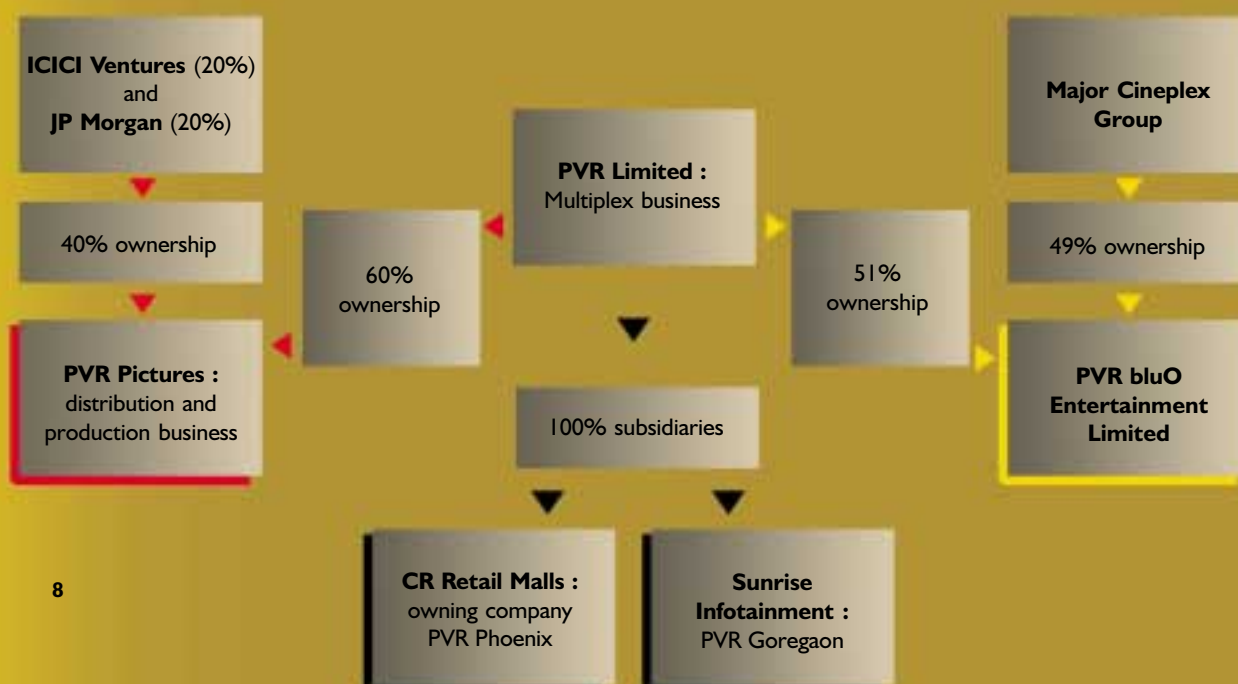 ICICI Ventures (20%)
and
JP Morgan (20%)
40% ownership
PVR Pictures :
distribution and
production business
60%
ownership
PVR Limited :
Multiplex business
100% subsidiaries
CR Retail Malls :
owning company
PVR Phoenix
Sunrise
Infotainment :
PVR Goregaon
51%
ownership
Major Cineplex
Group
49% ownership
PVR bluO
Entertainment
Limited
8